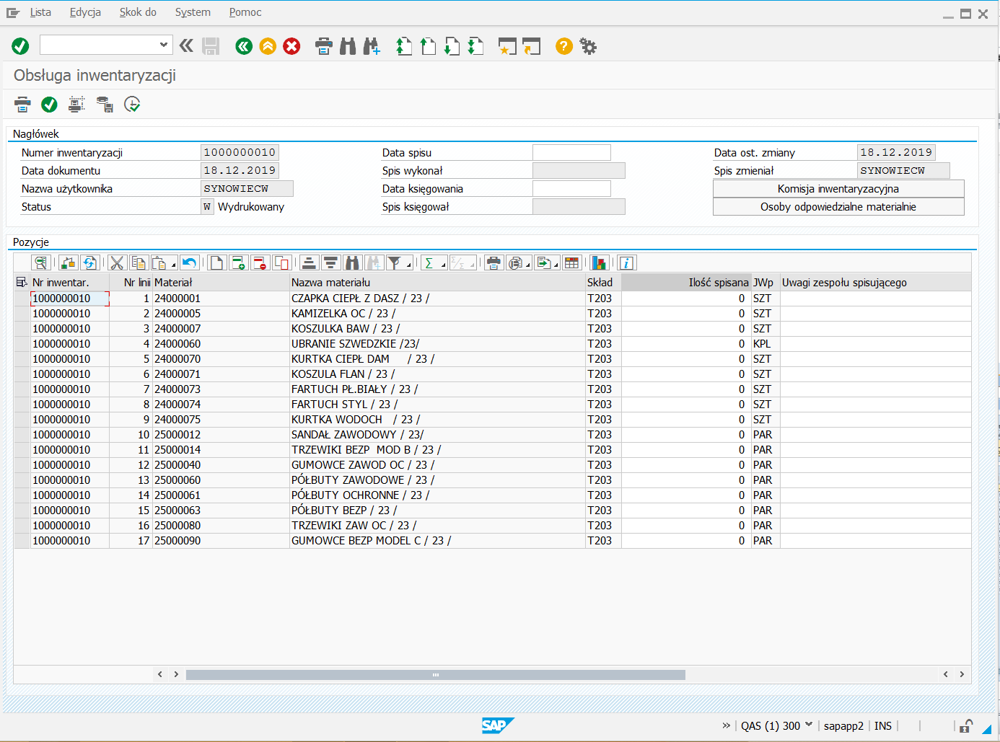 Lista Edycja Skok do System Pomoc
Obsługa inwentaryzacji
Nagłówek
Numer inwentaryzacji 1000000010 Data spisu Data ost. zmiany 18.12.2019
Data dokumentu 18.12.2019 Spis wykonał Spis zmieniał SYNOWIECW
Nazwa użytkownika SYNOWIECW Data księgowania Komisja inwentaryzacyjna
Status W Wydrukowany Spis księgował Osoby odpowiedzialne materialnie
Pozycje
Nr inwentar. Nr linii Materiał Nazwa materiału Skład Ilość spisana JWp Uwagi zespołu spisującego
1000000010 1 24000001 CZAPKA CIEPŁ Z DASZ / 23 / T203 0 SZT
1000000010 2 24000005 KAMIZELKA OC / 23 / T203 0 SZT
1000000010 3 24000007 KOSZULKA BAW / 23 / T203 0 SZT
1000000010 4 24000060 UBRANIE SZWEDZKIE /23/ T203 0 KPL
1000000010 5 24000070 KURTKA CIEPŁ DAM / 23 / T203 0 SZT
1000000010 6 24000071 KOSZULA FLAN / 23 / T203 0 SZT
1000000010 7 24000073 FARTUCH PŁ.BIAŁY / 23 / T203 0 SZT
1000000010 8 24000074 FARTUCH STYL / 23 / T203 0 SZT
1000000010 9 24000075 KURTKA WODOCH / 23 / T203 0 SZT
1000000010 10 25000012 SANDAŁ ZAWODOWY / 23/ T203 0 PAR
1000000010 11 25000014 TRZEWIKI BEZP MOD B / 23 / T203 0 PAR
1000000010 12 25000040 GUMOWCE ZAWOD OC / 23 / T203 0 PAR
1000000010 13 25000060 PÓŁBUTY ZAWODOWE / 23 / T203 0 PAR
1000000010 14 25000061 PÓŁBUTY OCHRONNE / 23 / T203 0 PAR
1000000010 15 25000063 PÓŁBUTY BEZP / 23 / T203 0 PAR
1000000010 16 25000080 TRZEWIKI ZAW OC / 23 / T203 0 PAR
1000000010 17 25000090 GUMOWCE BEZP MODEL C / 23 / T203 0 PAR
SAP QAS (1) 300 sapapp2 INS